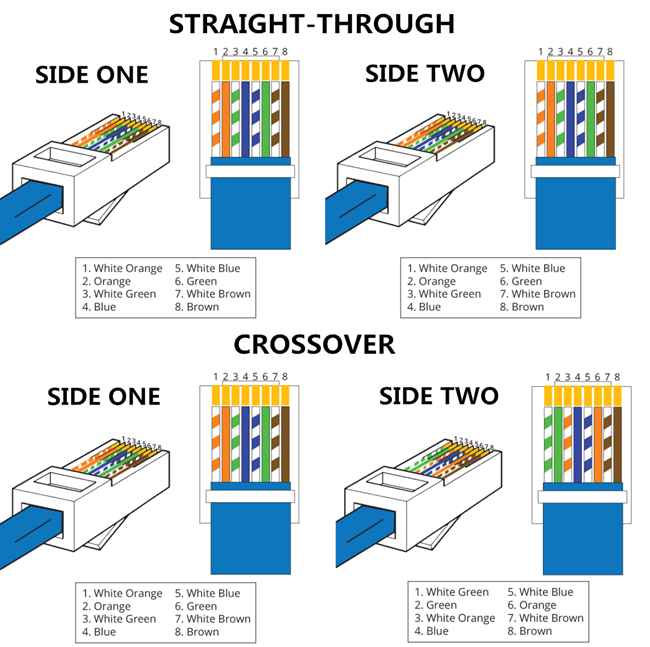 STRAIGHT-THROUGH
SIDE ONE
1 2 3 4 5 6 7 8
12345678
1. White Orange 5. White Blue
2. Orange 6. Green
3. White Green 7. White Brown
4. Blue 8. Brown
SIDE TWO
1 2 3 4 5 6 7 8
12345678
1. White Orange 5. White Blue
2. Orange 6. Green
3. White Green 7. White Brown
4. Blue 8. Brown
CROSSOVER
SIDE ONE
1 2 3 4 5 6 7 8
12345678
1. White Orange 5. White Blue
2. Orange 6. Green
3. White Green 7. White Brown
4. Blue 8. Brown
SIDE TWO
1 2 3 4 5 6 7 8
12345678
1. White Green 5. White Blue
2. Green 6. Orange
3. White Orange 7. White Brown
4. Blue 8. Brown